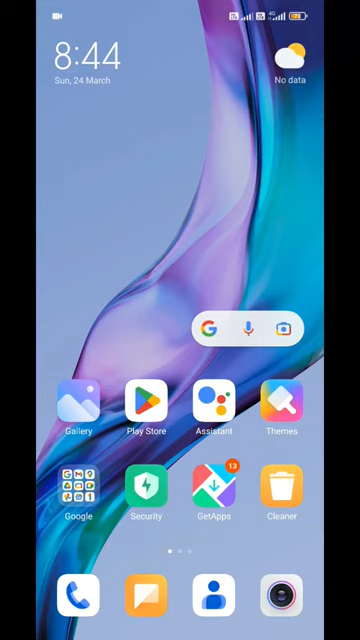 8:44
Sun, 24 March
No data
Gallery
Play Store
Assistant
Themes
13
Google
Security
GetApps
Cleaner